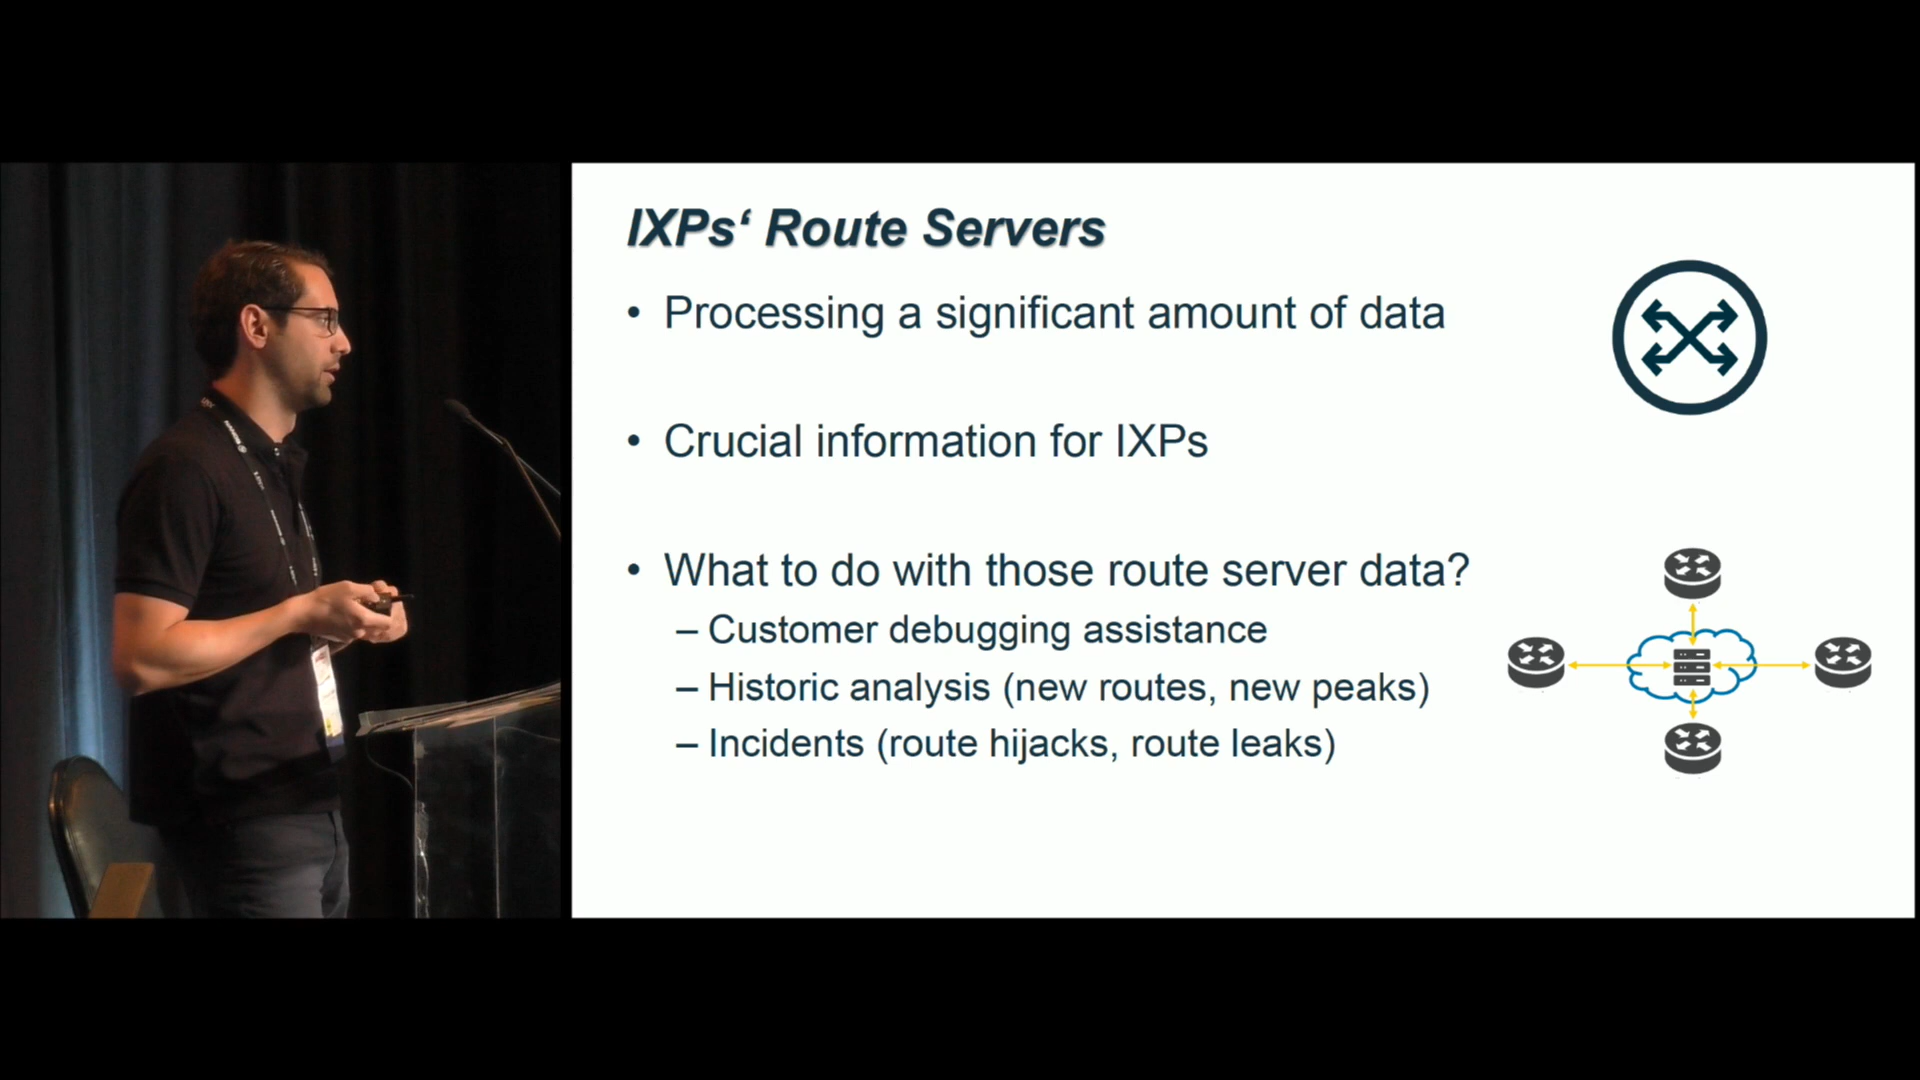 IXPs‘ Route Servers
• Processing a significant amount of data
• Crucial information for IXPs
• What to do with those route server data?
– Customer debugging assistance
– Historic analysis (new routes, new peaks)
– Incidents (route hijacks, route leaks)